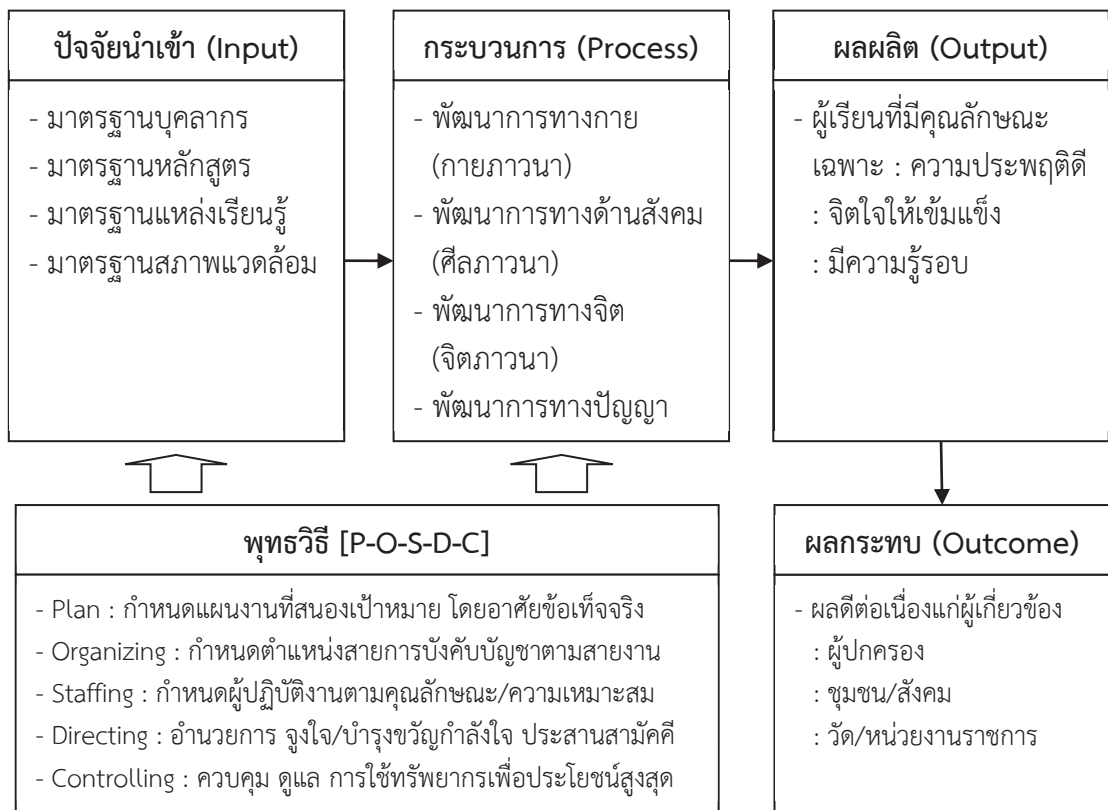 ปัจจัยนำเข้า (Input)
- มาตรฐานบุคลากร
- มาตรฐานหลักสูตร
- มาตรฐานแหล่งเรียนรู้
- มาตรฐานสภาพแวดล้อม
กระบวนการ (Process)
- พัฒนาการทางกาย
(กายภาวนา)
- พัฒนาการทางด้านสังคม
(ศีลภาวนา)
- พัฒนาการทางจิต
(จิตภาวนา)
- พัฒนาการทางปัญญา
ผลผลิต (Output)
- ผู้เรียนที่มีคุณลักษณะ
เฉพาะ : ความประพฤติดี
: จิตใจให้เข้มแข็ง
: มีความรู้รอบ
พุทธวิธี [P-O-S-D-C]
- Plan : กำหนดแผนงานที่สนองเป้าหมาย โดยอาศัยข้อเท็จจริง
- Organizing : กำหนดตำแหน่งสายการบังคับบัญชาตามสายงาน
- Staffing : กำหนดผู้ปฏิบัติงานตามคุณลักษณะ/ความเหมาะสม
- Directing : อำนวยการ จูงใจ/บำรุงขวัญกำลังใจ ประสานสามัคคี
- Controlling : ควบคุม ดูแล การใช้ทรัพยากรเพื่อประโยชน์สูงสุด
ผลกระทบ (Outcome)
- ผลดีต่อเนื่องแก่ผู้เกี่ยวข้อง
: ผู้ปกครอง
: ชุมชน/สังคม
: วัด/หน่วยงานราชการ